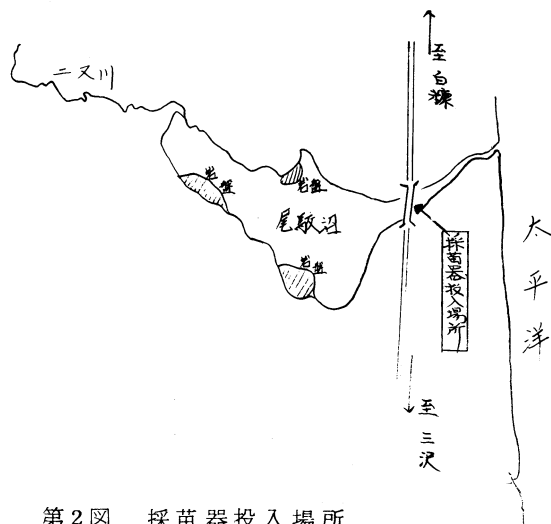 至白糠
二又川
岩盤
岩盤
尾駮沼
岩盤
採苗器投入場所
太平洋
至三沢
第2図 採苗器投入場所